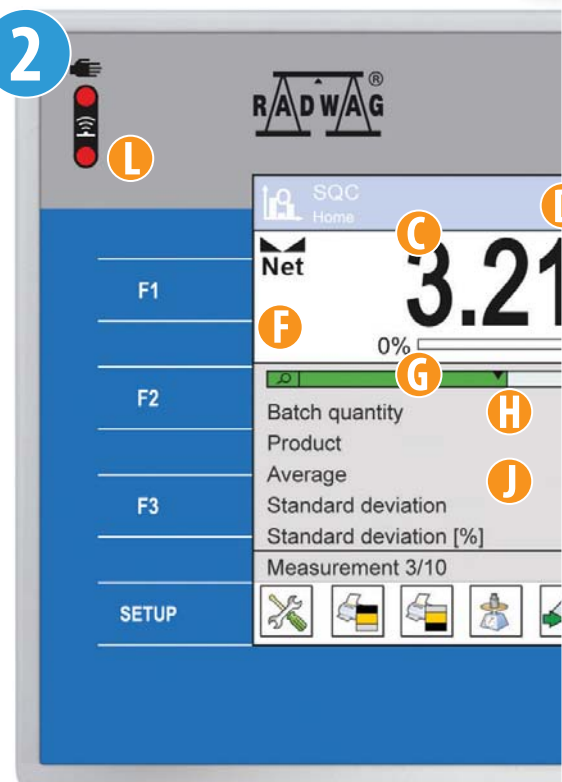 2
RADWAG®
L
SQC
Home
C
Net
3.21
F
0%
G
F1
F2
F3
SETUP
Batch quantity
H
Product
Average
J
Standard deviation
Standard deviation [%]
Measurement 3/10